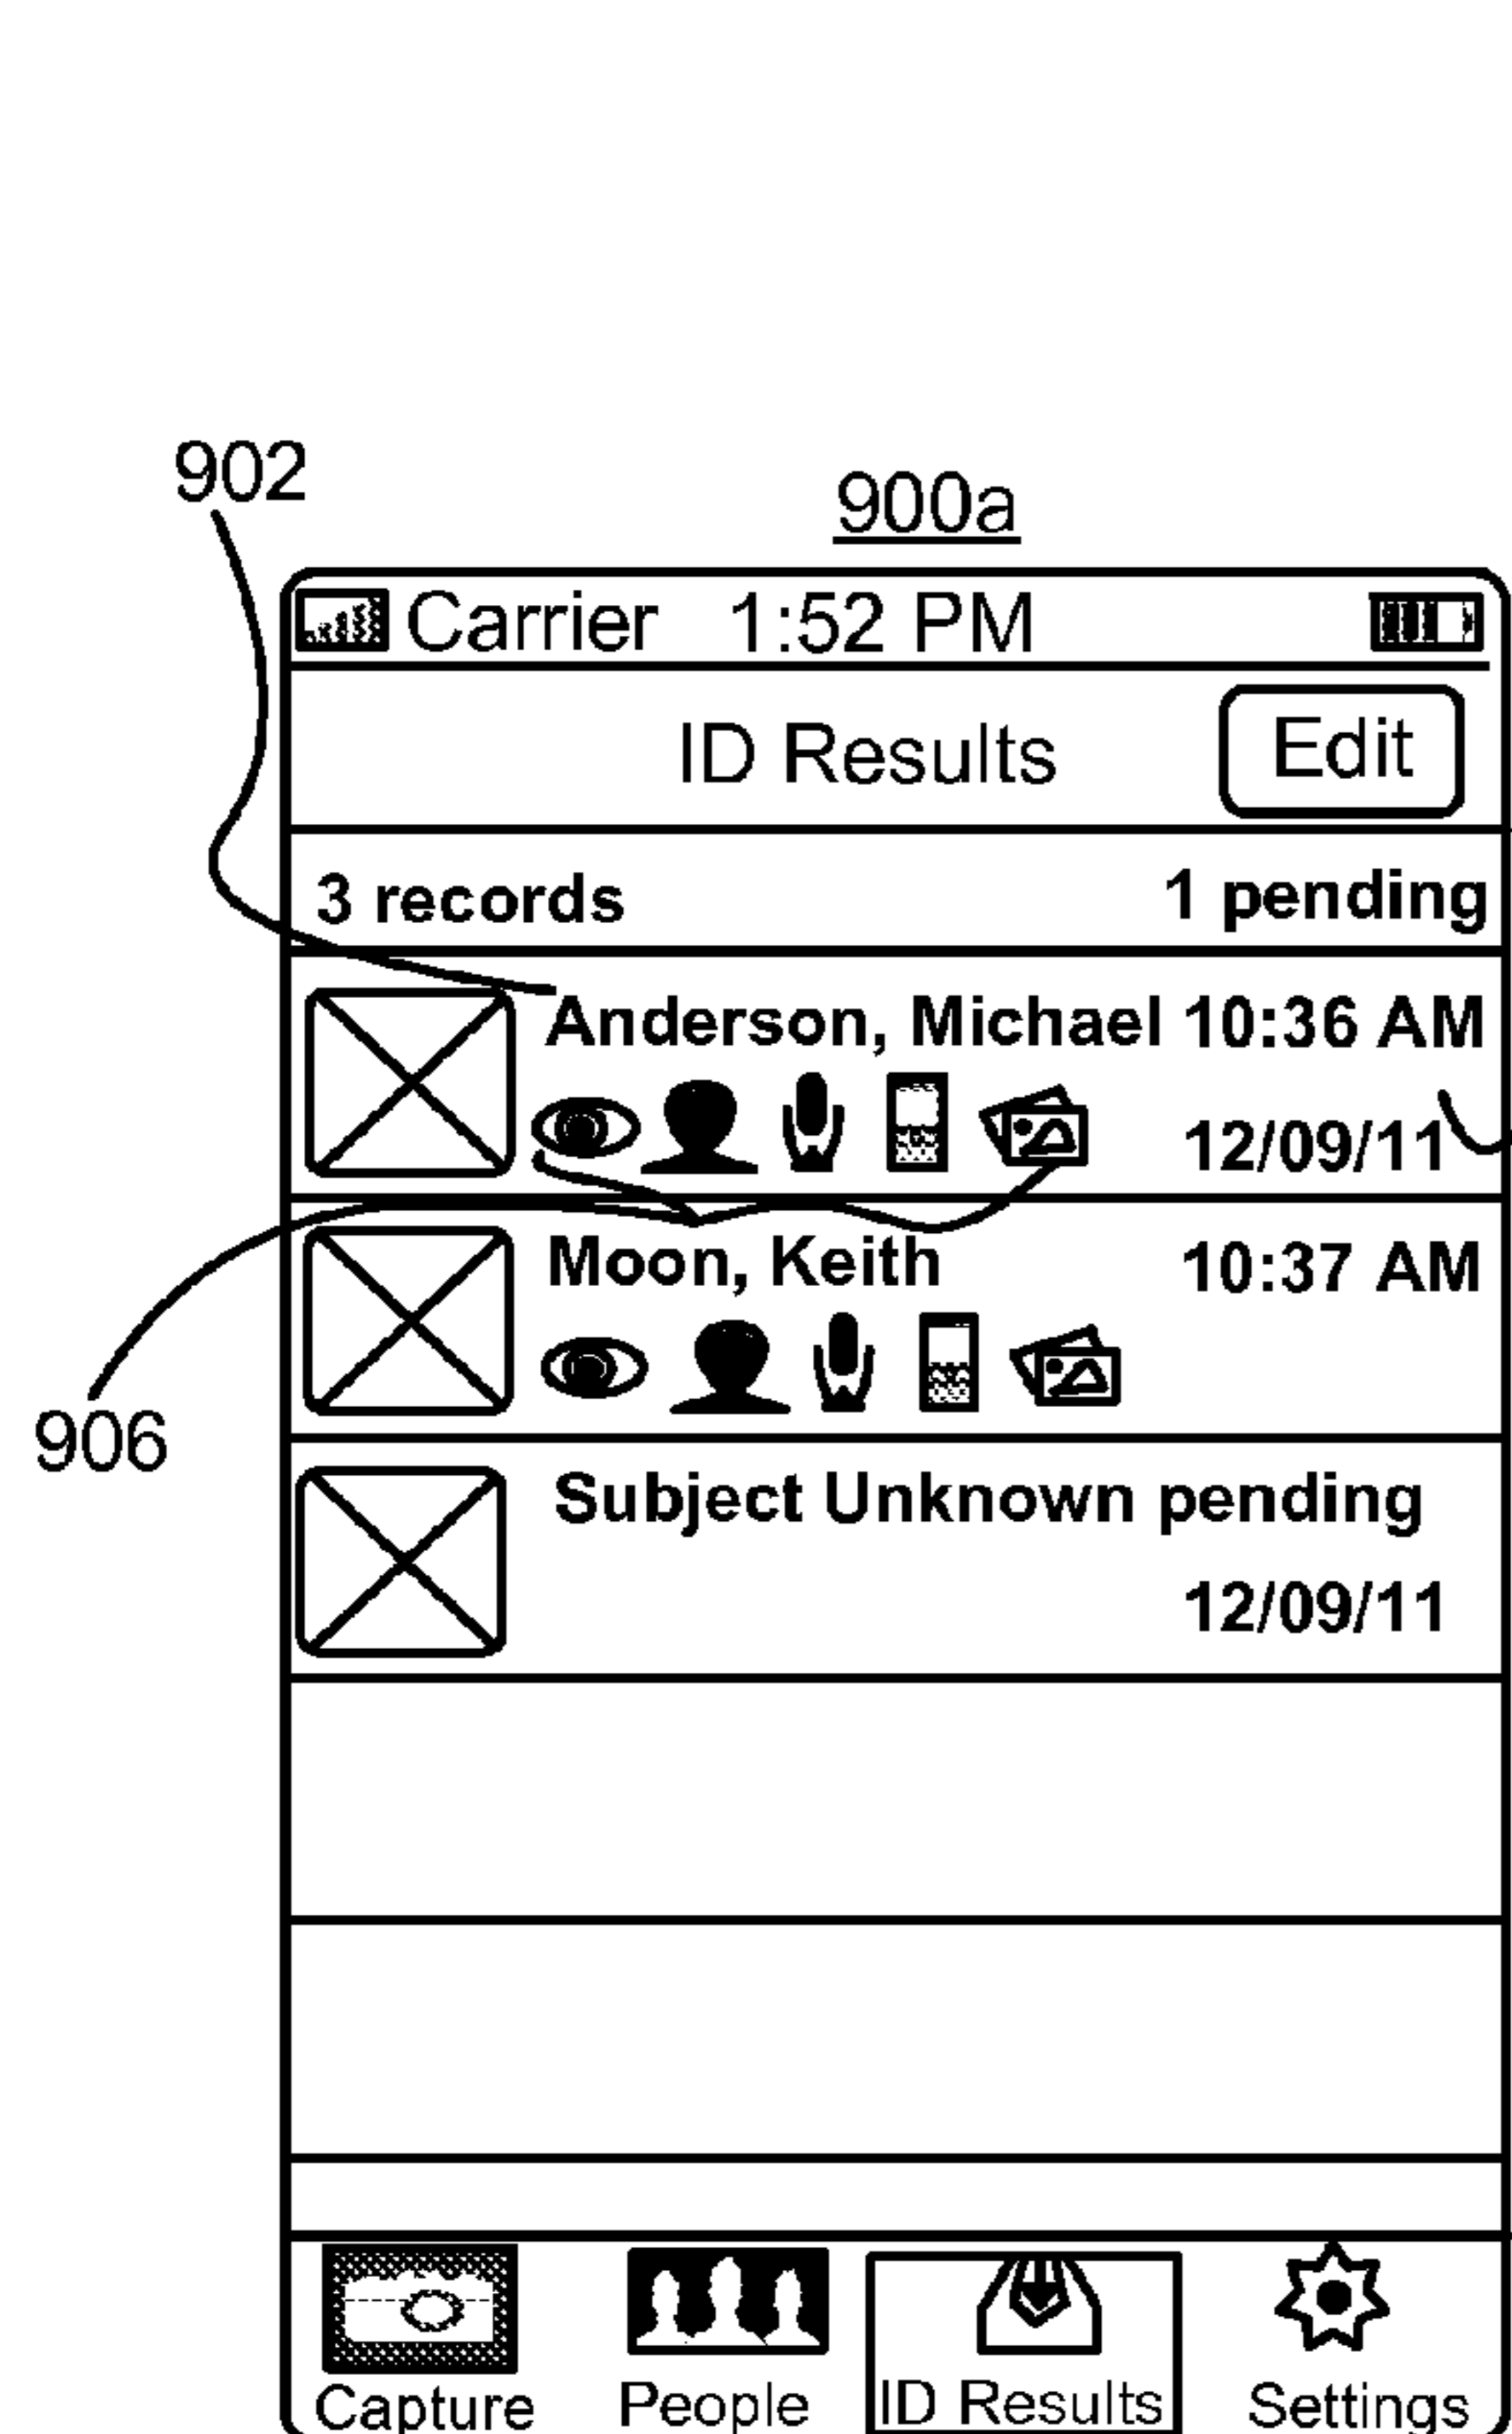 902
900a
Carrier 1:52 PM
ID Results Edit
3 records 1 pending
Anderson, Michael 10:36 AM
12/09/11
Moon, Keith 10:37 AM
906
Subject Unknown pending
12/09/11
Capture People ID Results Settings